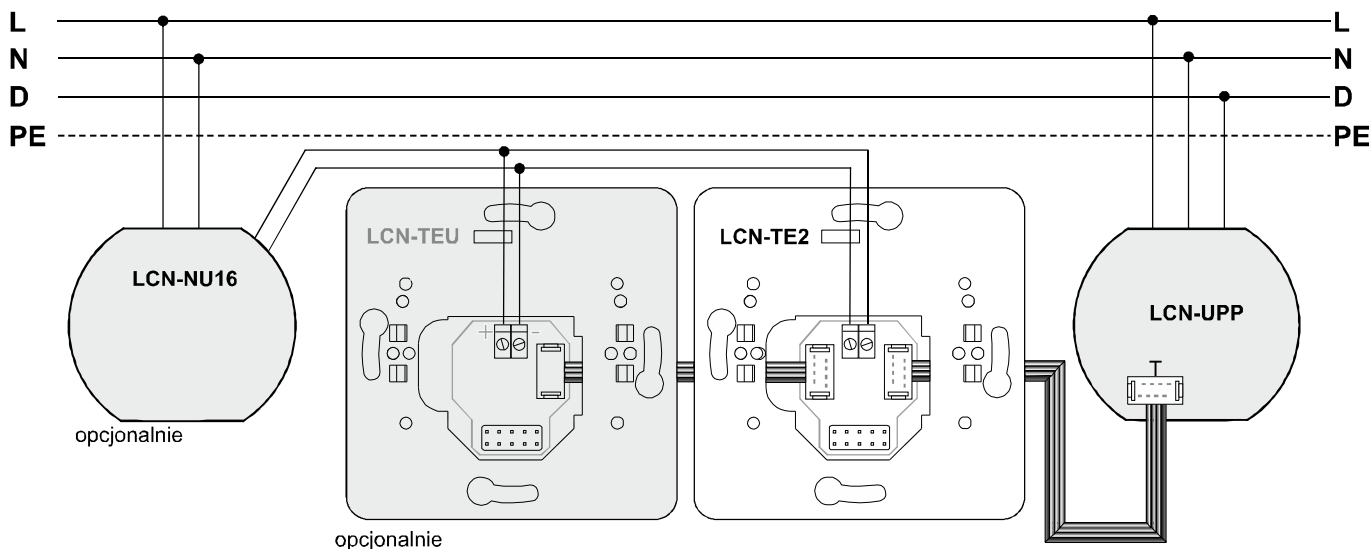 L L
N N
D D
PE PE
LCN-TEU
LCN-TE2
LCN-NU16
LCN-UPP
+ -
T
opcjonalnie
opcjonalnie